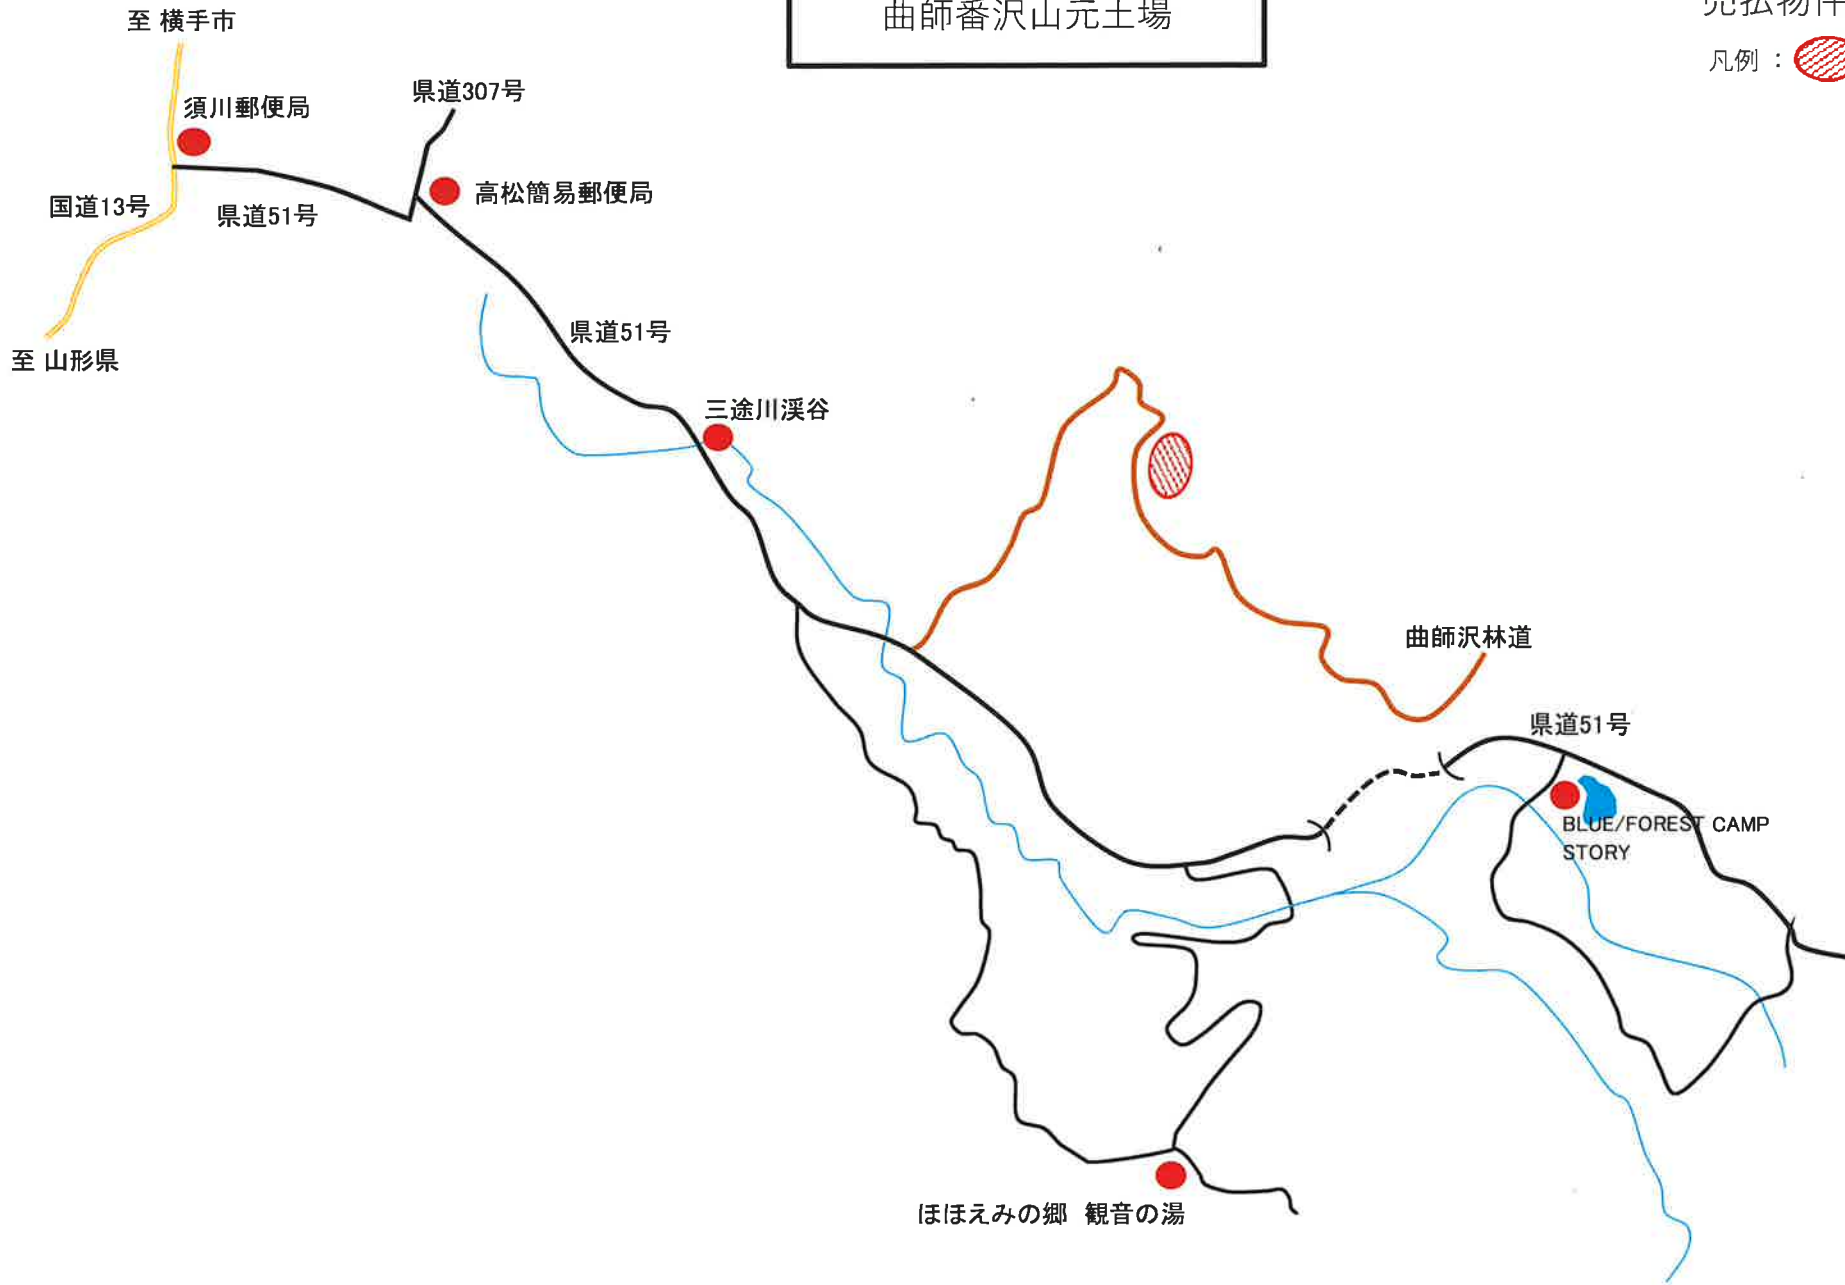 曲師番沢山元土場
売払物件
凡例 :
至 横手市
須川郵便局
県道307号
高松簡易郵便局
国道13号
県道51号
至 山形県
県道51号
三途川渓谷
曲師沢林道
県道51号
BLUE/FOREST CAMP
STORY
ほほえみの郷 観音の湯